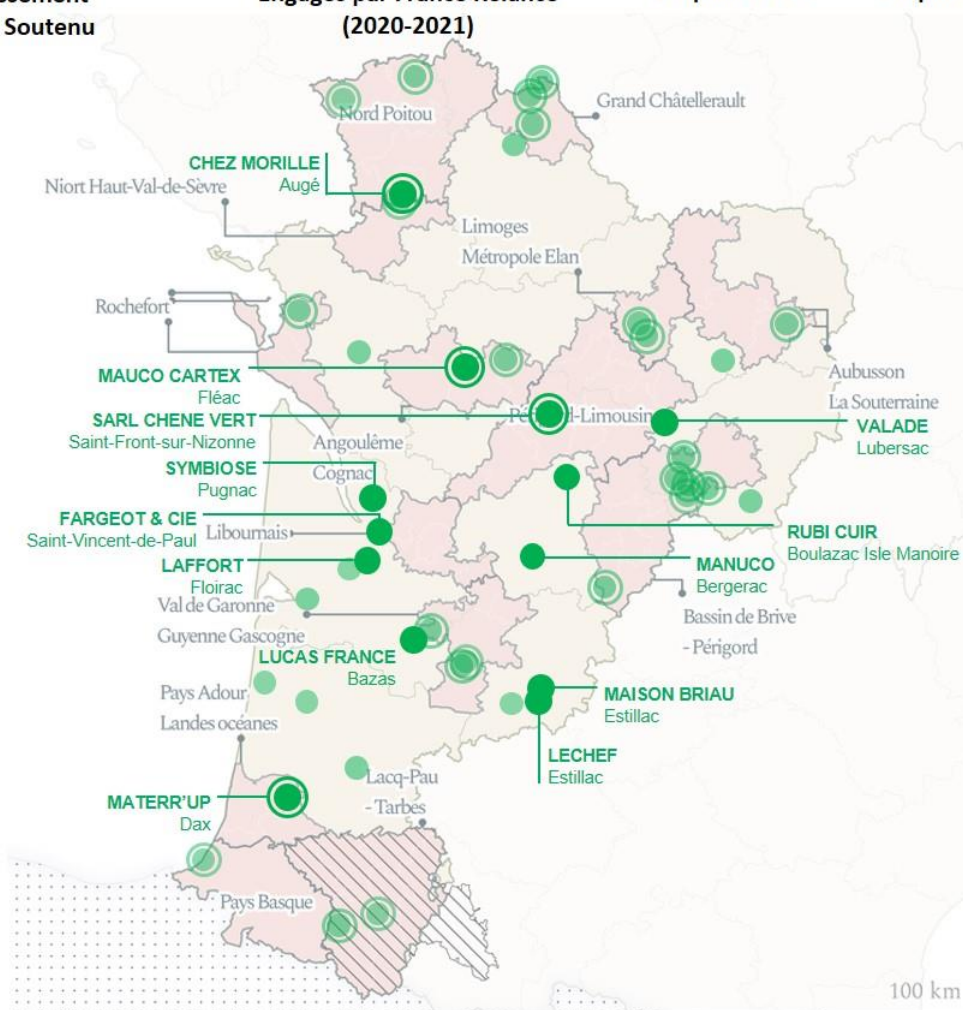 Soutenu
(2020-2021)
Nord Poitou
Grand Châtellerault
CHEZ MORILLE
Augé
Niort Haut-Val-de-Sèvre
Limoges
Métropole Elan
Rochefort
MAUCO CARTEX
Fléac
Aubusson
La Souterraine
SARL CHENE VERT
Saint-Front-sur-Nizonne
VALADE
Lubersac
Angoulême
Cognac
SYMBIOSE
Pugnac
FARGEOT & CIE
Saint-Vincent-de-Paul
Libournais
RUBI CUIR
Boulazac Isle Manoire
LAFFORT
Floirac
MANUCO
Bergerac
Val de Garonne
Guyenne Gascogne
Bassin de Brive
- Périgord
LUCAS FRANCE
Bazas
MAISON BRIAU
Estillac
Pays Adour
Landes océanes
LECHEF
Estillac
Lacq-Pau
- Tarbes
MATERR'UP
Dax
Pays Basque
100 km